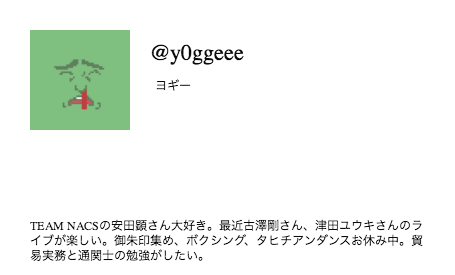 @y0ggeee
ヨギー
TEAM NACSの安田顕さん大好き。最近古澤剛さん、津田ユウキさんのラ
イブが楽しい。御朱印集め、ボクシング、タヒチアンダンスお休み中。貿
易実務と通関士の勉強がしたい。